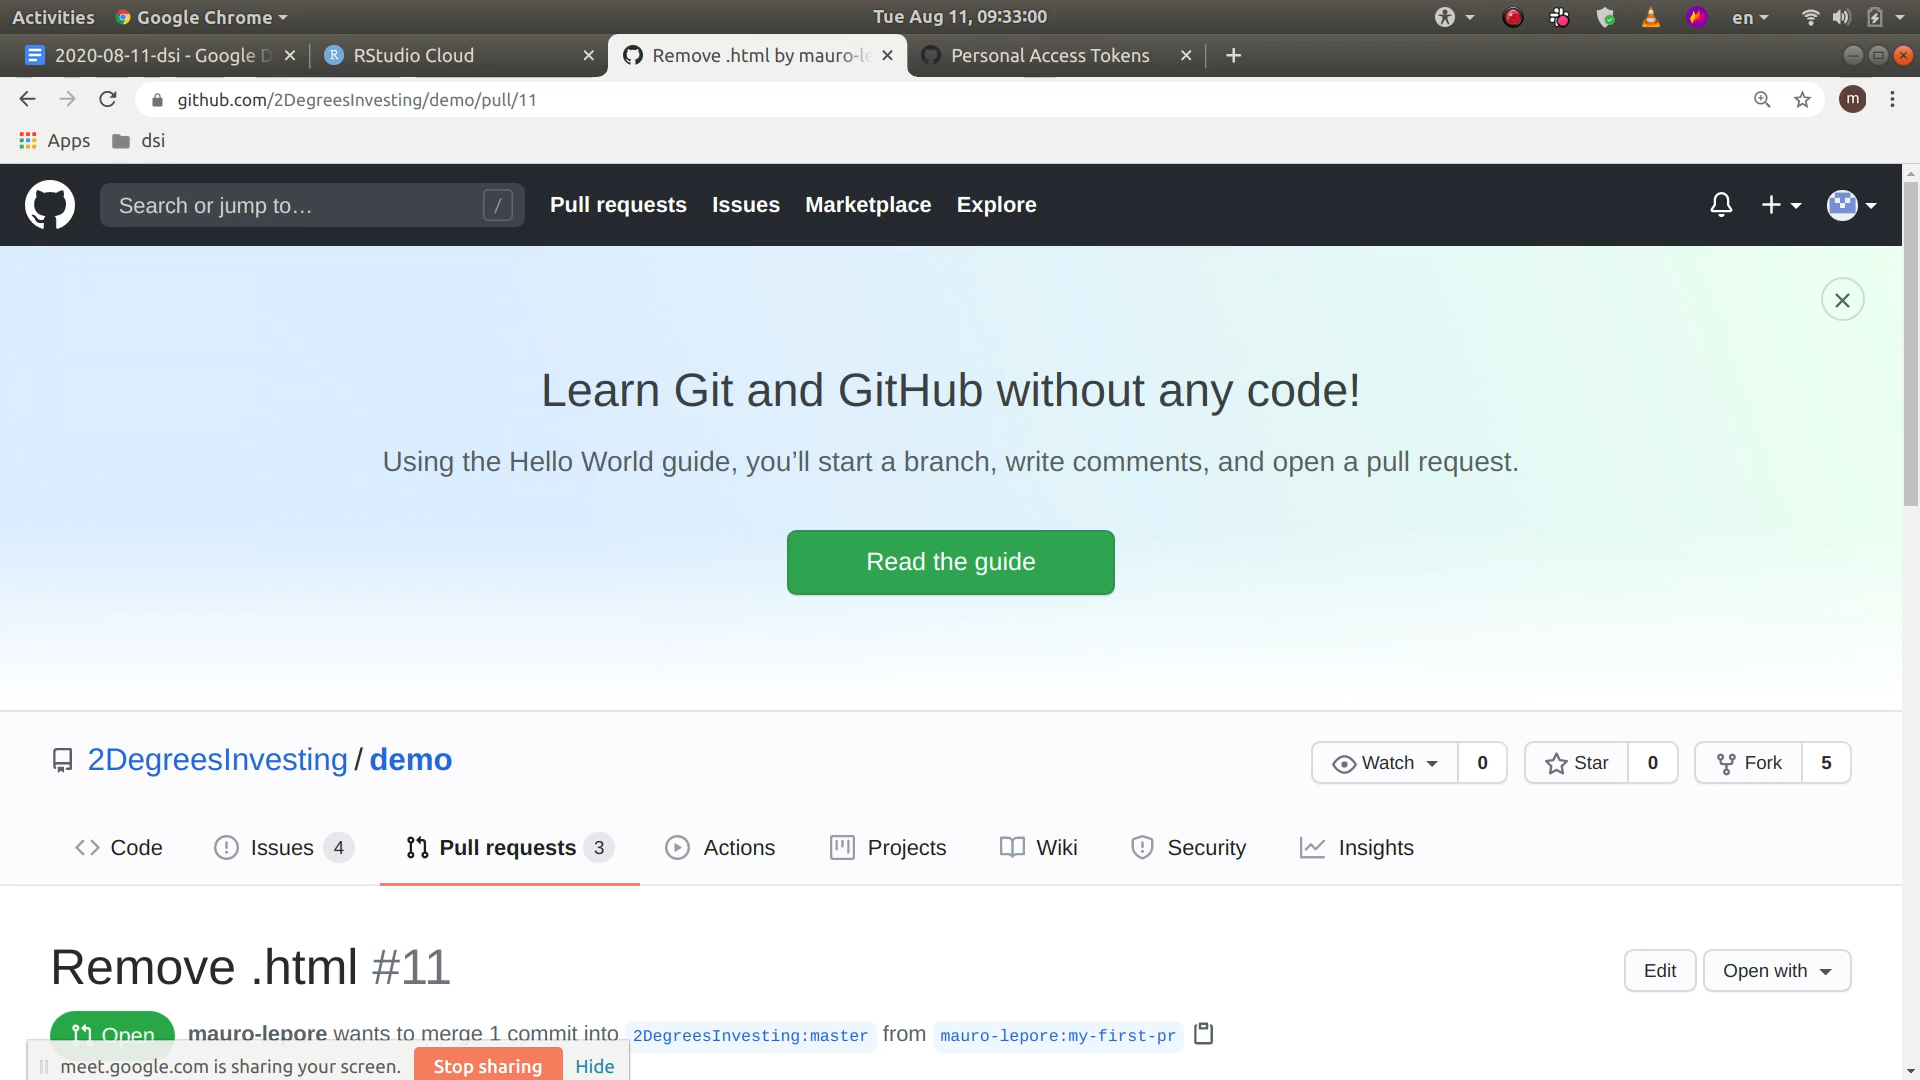 Activities Google Chrome Tue Aug 11, 09:33:00 en
2020-08-11-dsi - Google D RStudio Cloud Remove .html by mauro-le Personal Access Tokens
github.com/2DegreesInvesting/demo/pull/11 m
Apps dsi
Search or jump to… / Pull requests Issues Marketplace Explore
Learn Git and GitHub without any code!
Using the Hello World guide, you’ll start a branch, write comments, and open a pull request.
Read the guide
2DegreesInvesting / demo Watch 0 Star 0 Fork 5
Code Issues 4 Pull requests 3 Actions Projects Wiki Security Insights
Remove .html #11 Edit Open with
Open mauro-lepore wants to merge 1 commit into 2DegreesInvesting:master from mauro-lepore:my-first-pr
meet.google.com is sharing your screen. Stop sharing Hide